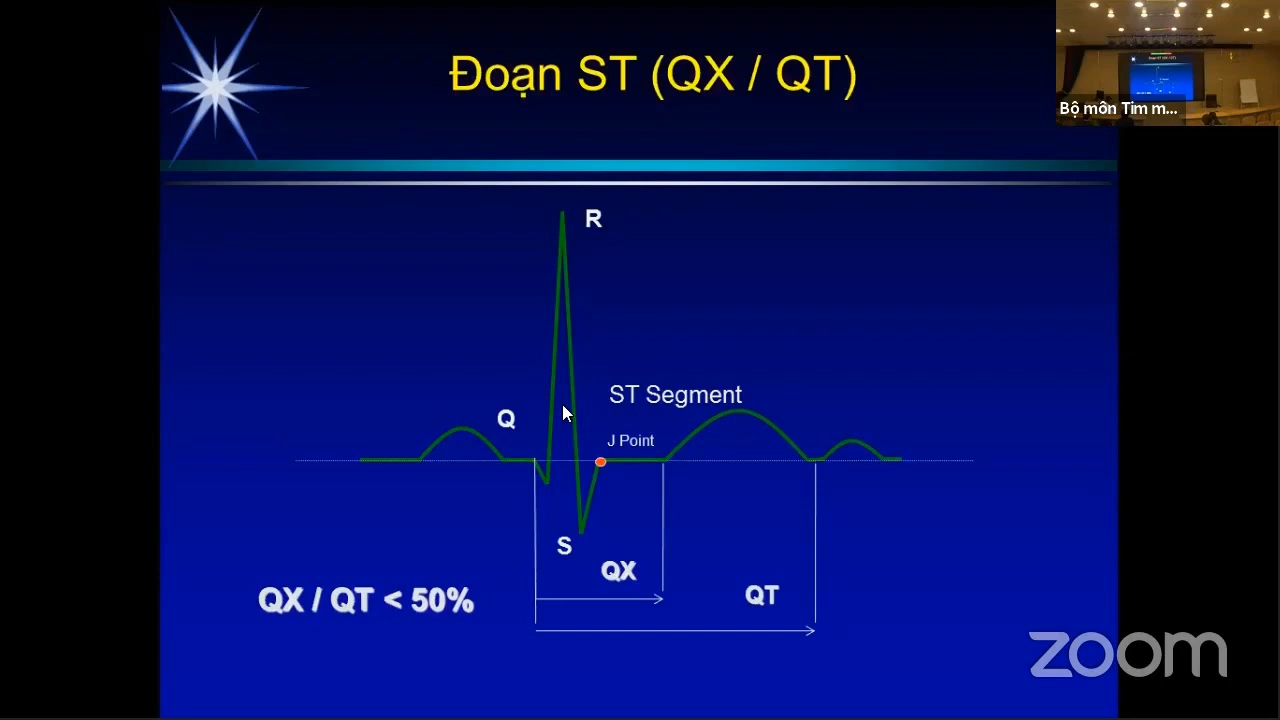 Đoạn ST (QX / QT)
Bộ môn Tim m...
R
ST Segment
Q
J Point
S
QX
QT
QX / QT < 50%
zoom